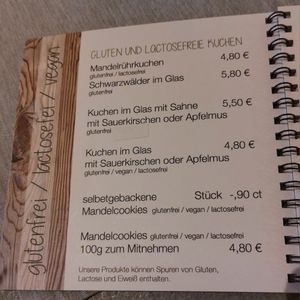 glutenfrei / lactosefrei / vegan
GLUTEN UND LACTOSEFREIE KUCHEN
Mandelrührkuchen 4,80 €
glutenfrei / lactosefrei
Schwarzwälder im Glas 5,80 €
glutenfrei
Kuchen im Glas mit Sahne 5,50 €
mit Sauerkirschen oder Apfelmus
glutenfrei
Kuchen im Glas 4,80 €
mit Sauerkirschen oder Apfelmus
glutenfrei / vegan / lactosefrei
selbetgebackene Stück -,90 ct
Mandelcookies glutenfrei / vegan / lactosefrei
Mandelcookies glutenfrei / vegan / lactosefrei
100g zum Mitnehmen 4,80 €
Unsere Produkte können Spuren von Gluten,
Lactose und Eiweiß enthalten.